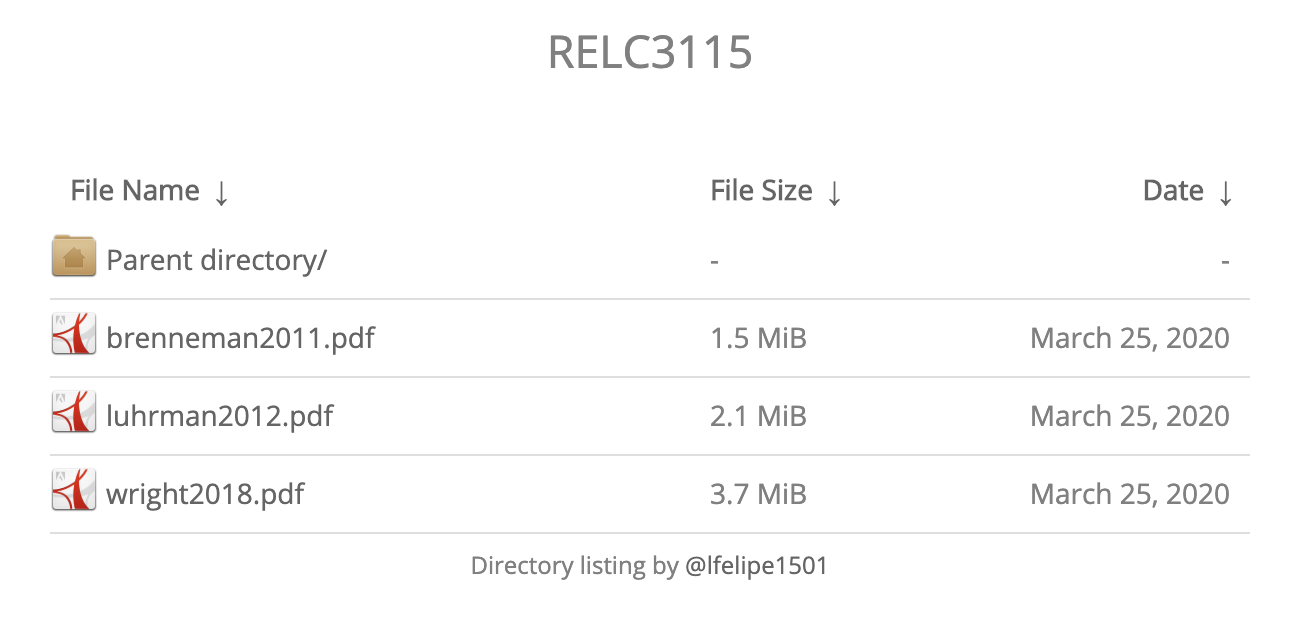 RELC3115
File Name ↓ File Size ↓ Date ↓
Parent directory/ - -
brenneman2011.pdf 1.5 MiB March 25, 2020
luhrman2012.pdf 2.1 MiB March 25, 2020
wright2018.pdf 3.7 MiB March 25, 2020
Directory listing by @lfelipe1501